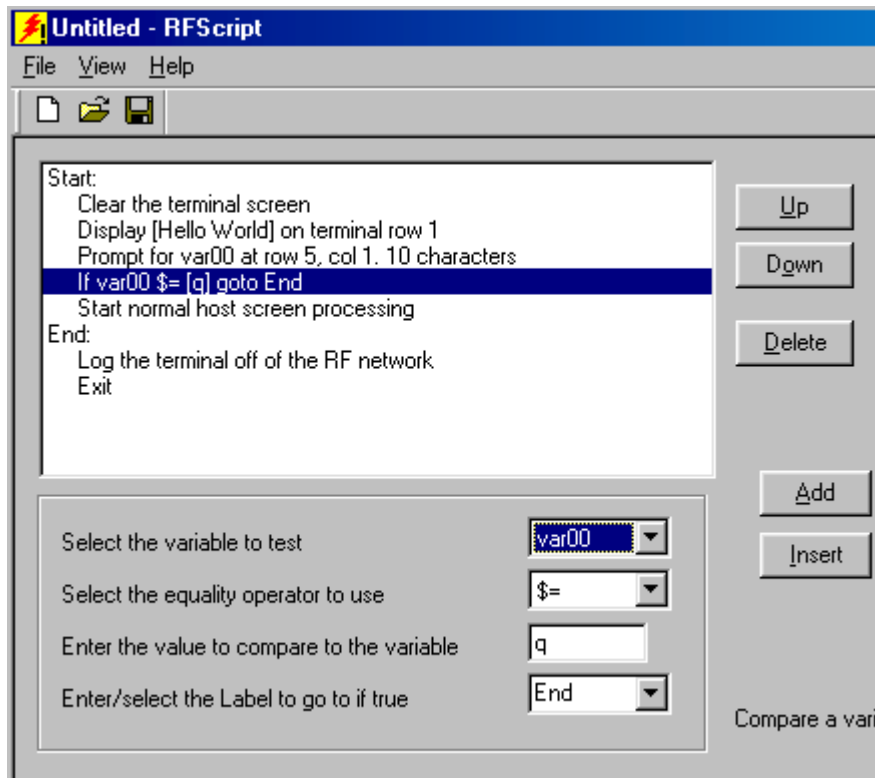 Untitled - RFScript
File View Help
Start:
Clear the terminal screen
Display [Hello World] on terminal row 1
Prompt for var00 at row 5, col 1. 10 characters
If var00 $= [q] goto End
Start normal host screen processing
End:
Log the terminal off of the RF network
Exit
Up
Down
Delete
Add
Insert
Select the variable to test var00
Select the equality operator to use $=
Enter the value to compare to the variable q
Enter/select the Label to go to if true End
Compare a vari